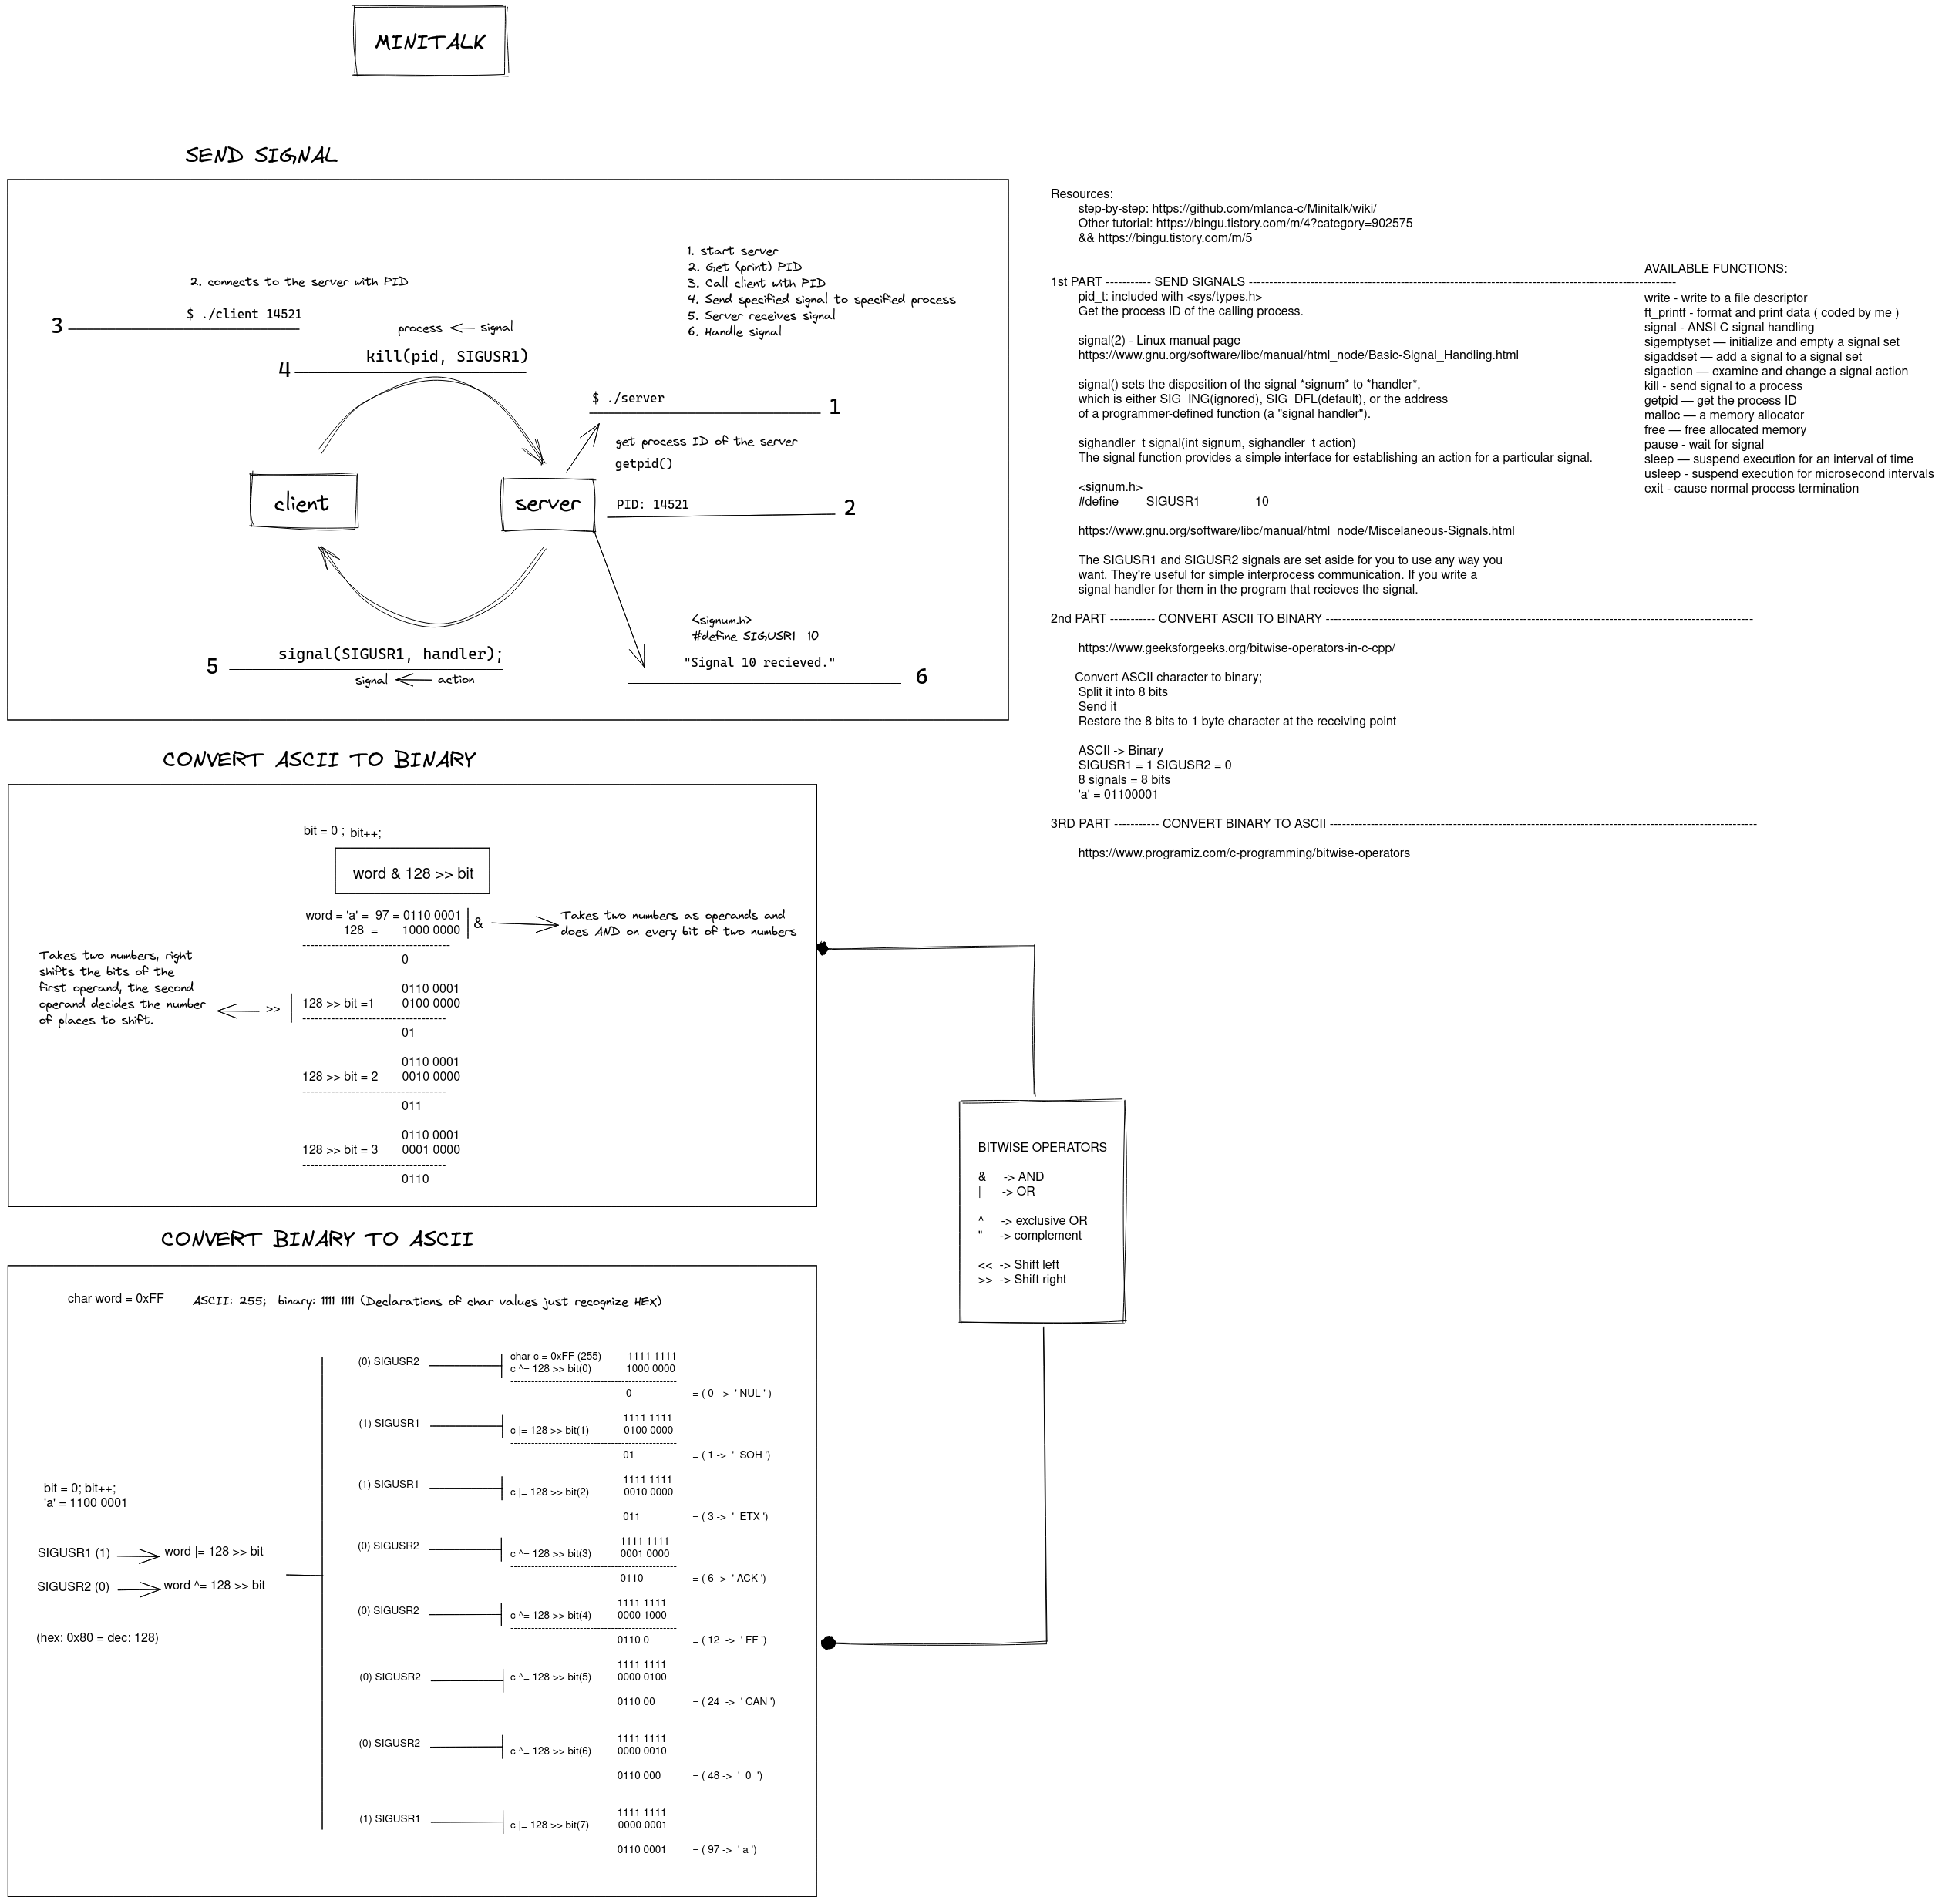 MINITALK
SEND SIGNAL
2. connects to the server with PID
$ ./client 14521
3
process <— signal
kill(pid, SIGUSR1)
4
1. start server
2. Get (print) PID
3. Call client with PID
4. Send specified signal to specified process
5. Server receives signal
6. Handle signal
$ ./server
1
get process ID of the server
getpid()
client
server
PID: 14521
2
<signum.h>
#define SIGUSR1 10
"Signal 10 recieved."
6
signal(SIGUSR1, handler);
5
signal <— action
Resources:
step-by-step: https://github.com/mlanca-c/Minitalk/wiki/
Other tutorial: https://bingu.tistory.com/m/4?category=902575
&& https://bingu.tistory.com/m/5
1st PART ----------- SEND SIGNALS -----------
pid_t: included with <sys/types.h>
Get the process ID of the calling process.
signal(2) - Linux manual page
https://www.gnu.org/software/libc/manual/html_node/Basic-Signal_Handling.html
signal() sets the disposition of the signal *signum* to *handler*,
which is either SIG_ING(ignored), SIG_DFL(default), or the address
of a programmer-defined function (a "signal handler").
sighandler_t signal(int signum, sighandler_t action)
The signal function provides a simple interface for establishing an action for a particular signal.
<signum.h>
#define SIGUSR1 10
https://www.gnu.org/software/libc/manual/html_node/Miscelaneous-Signals.html
The SIGUSR1 and SIGUSR2 signals are set aside for you to use any way you
want. They're useful for simple interprocess communication. If you write a
signal handler for them in the program that recieves the signal.
2nd PART ----------- CONVERT ASCII TO BINARY -----------
https://www.geeksforgeeks.org/bitwise-operators-in-c-cpp/
Convert ASCII character to binary;
Split it into 8 bits
Send it
Restore the 8 bits to 1 byte character at the receiving point
ASCII -> Binary
SIGUSR1 = 1 SIGUSR2 = 0
8 signals = 8 bits
'a' = 01100001
3RD PART ----------- CONVERT BINARY TO ASCII -----------
https://www.programiz.com/c-programming/bitwise-operators
AVAILABLE FUNCTIONS:
write - write to a file descriptor
ft_printf - format and print data ( coded by me )
signal - ANSI C signal handling
sigemptyset — initialize and empty a signal set
sigaddset — add a signal to a signal set
sigaction — examine and change a signal action
kill - send signal to a process
getpid — get the process ID
malloc — a memory allocator
free — free allocated memory
pause - wait for signal
sleep — suspend execution for an interval of time
usleep - suspend execution for microsecond intervals
exit - cause normal process termination
CONVERT ASCII TO BINARY
bit = 0 ; bit++;
word & 128 >> bit
word = 'a' = 97 = 0110 0001
128 = 1000 0000
&
Takes two numbers as operands and
does AND on every bit of two numbers
-----------------------------------
0
Takes two numbers, right
shifts the bits of the
first operand, the second
operand decides the number
of places to shift.
>>
0110 0001
128 >> bit =1 0100 0000
-----------------------------------
01
0110 0001
128 >> bit = 2 0010 0000
-----------------------------------
011
0110 0001
128 >> bit = 3 0001 0000
-----------------------------------
0110
BITWISE OPERATORS
& -> AND
| -> OR
^ -> exclusive OR
" -> complement
<< -> Shift left
>> -> Shift right
CONVERT BINARY TO ASCII
char word = 0xFF ASCII: 255; binary: 1111 1111 (Declarations of char values just recognize HEX)
bit = 0; bit++;
'a' = 1100 0001
SIGUSR1 (1) word |= 128 >> bit
SIGUSR2 (0) word ^= 128 >> bit
(hex: 0x80 = dec: 128)
(0) SIGUSR2
char c = 0xFF (255) 1111 1111
c ^= 128 >> bit(0) 1000 0000
-----------------------------------
0 = ( 0 -> ' NUL ' )
(1) SIGUSR1
1111 1111
c |= 128 >> bit(1) 0100 0000
-----------------------------------
01 = ( 1 -> ' SOH ')
(1) SIGUSR1
1111 1111
c |= 128 >> bit(2) 0010 0000
-----------------------------------
011 = ( 3 -> ' ETX ')
(0) SIGUSR2
1111 1111
c ^= 128 >> bit(3) 0001 0000
-----------------------------------
0110 = ( 6 -> ' ACK ')
(0) SIGUSR2
1111 1111
c ^= 128 >> bit(4) 0000 1000
-----------------------------------
0110 0 = ( 12 -> ' FF ')
(0) SIGUSR2
1111 1111
c ^= 128 >> bit(5) 0000 0100
-----------------------------------
0110 00 = ( 24 -> ' CAN ')
(0) SIGUSR2
1111 1111
c ^= 128 >> bit(6) 0000 0010
-----------------------------------
0110 000 = ( 48 -> ' 0 ')
(1) SIGUSR1
1111 1111
c |= 128 >> bit(7) 0000 0001
-----------------------------------
0110 0001 = ( 97 -> ' a ')